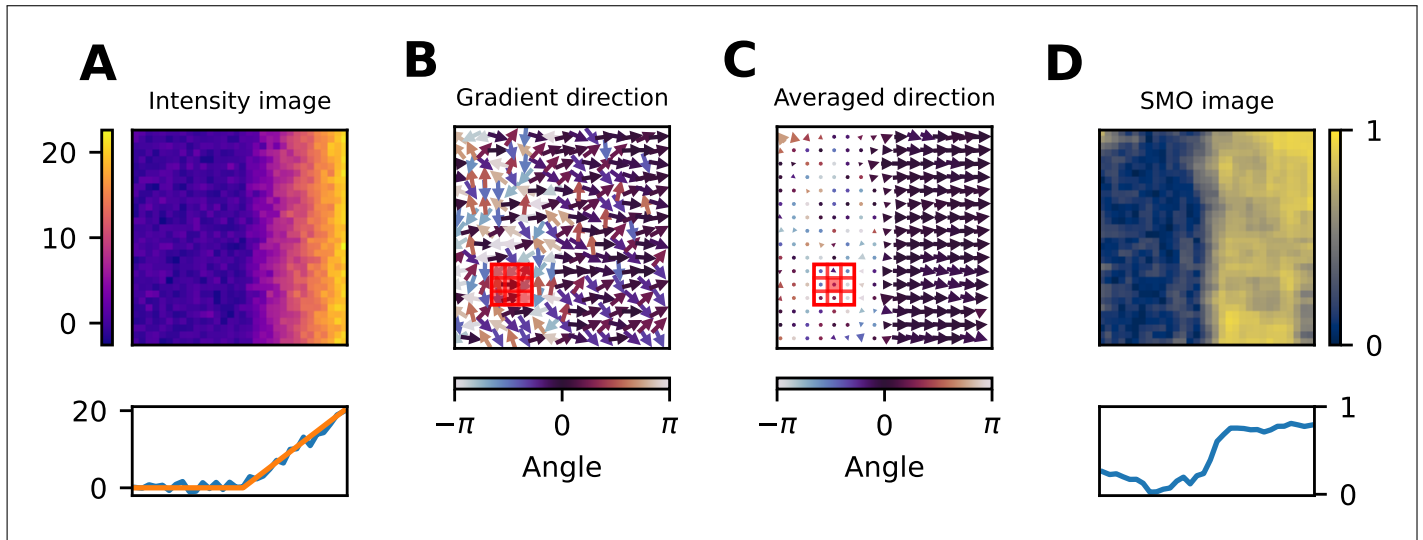 A
B
C
D
Intensity image
Gradient direction
Averaged direction
SMO image
20
10
0
1
0
−π
0
π
−π
0
π
Angle
Angle
20
0
1
0